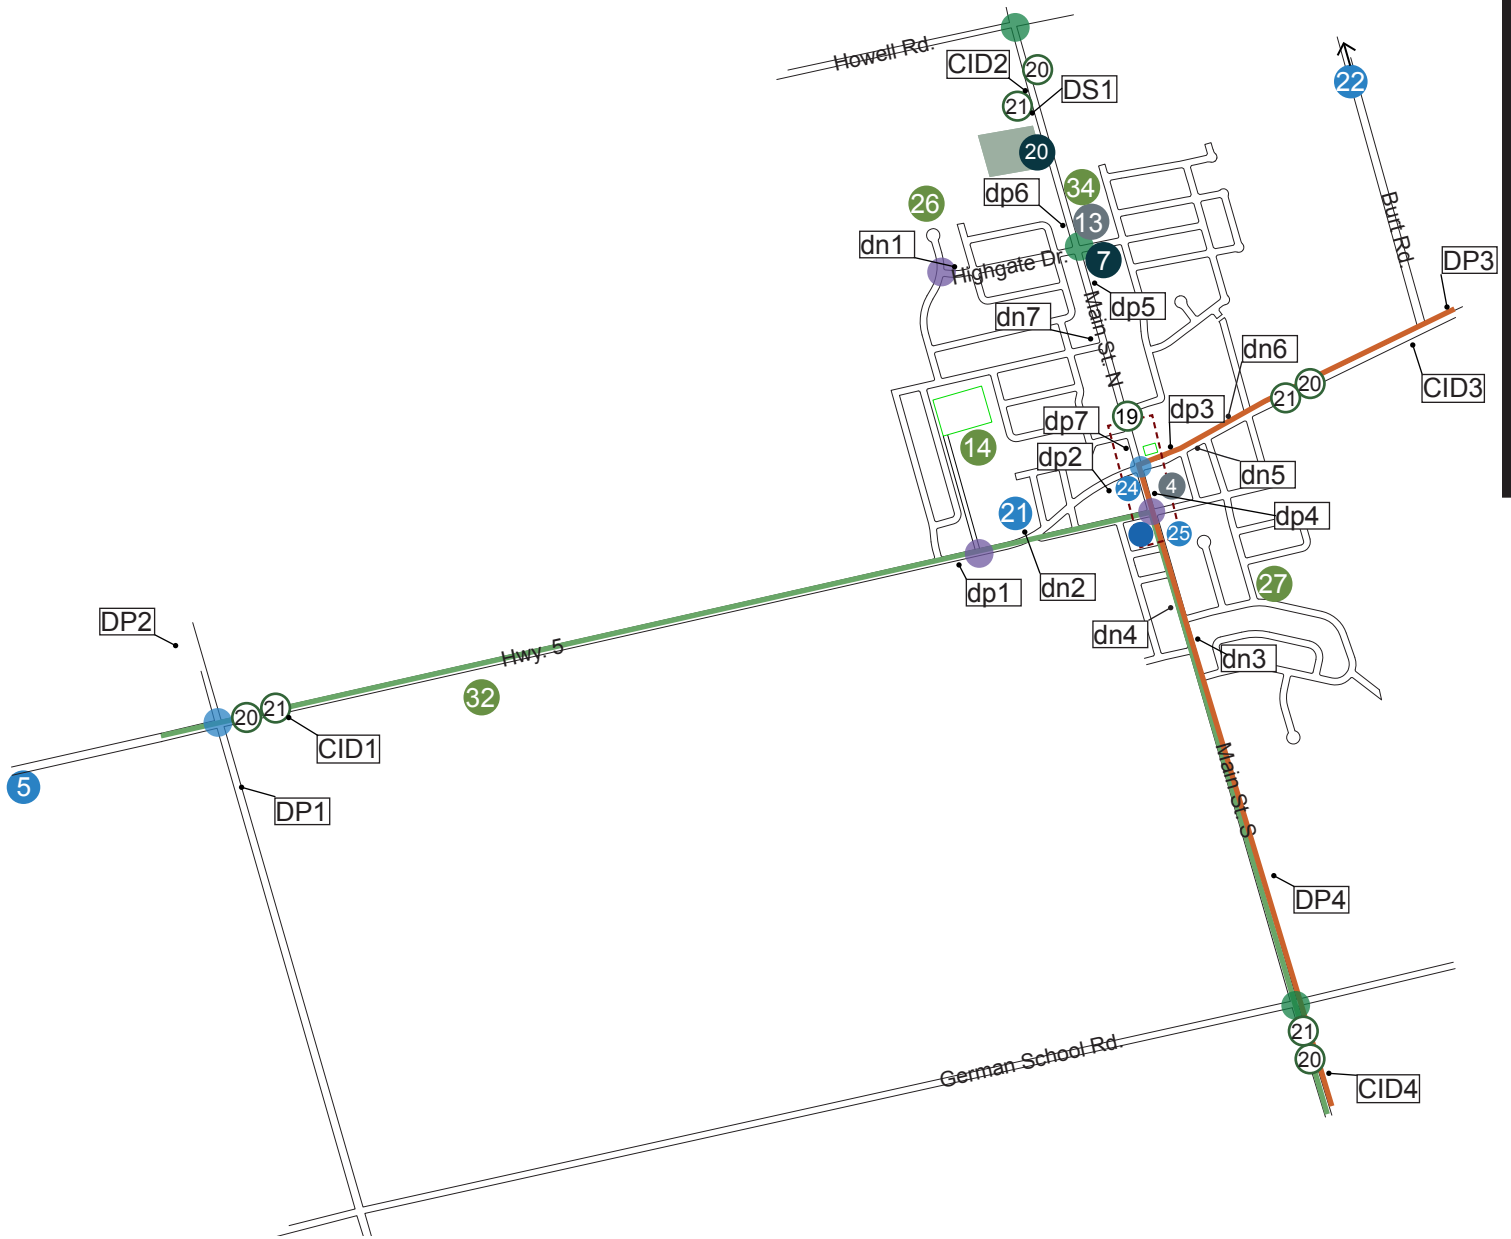 Howell Rd.
CID2
20
DS1
21
22
20
dp6
34
26
13
Burt Rd.
dn1
7
Highgate Dr.
DP3
dp5
Main St. N
dn7
dn6
20
CID3
21
dp3
19
dp7
14
dp2
dn5
24
4
21
dp4
25
27
dp1
dn2
DP2
dn4
dn3
Hwy. 5
32
21
20
CID1
5
DP1
Main St. S
DP4
21
German School Rd.
20
CID4